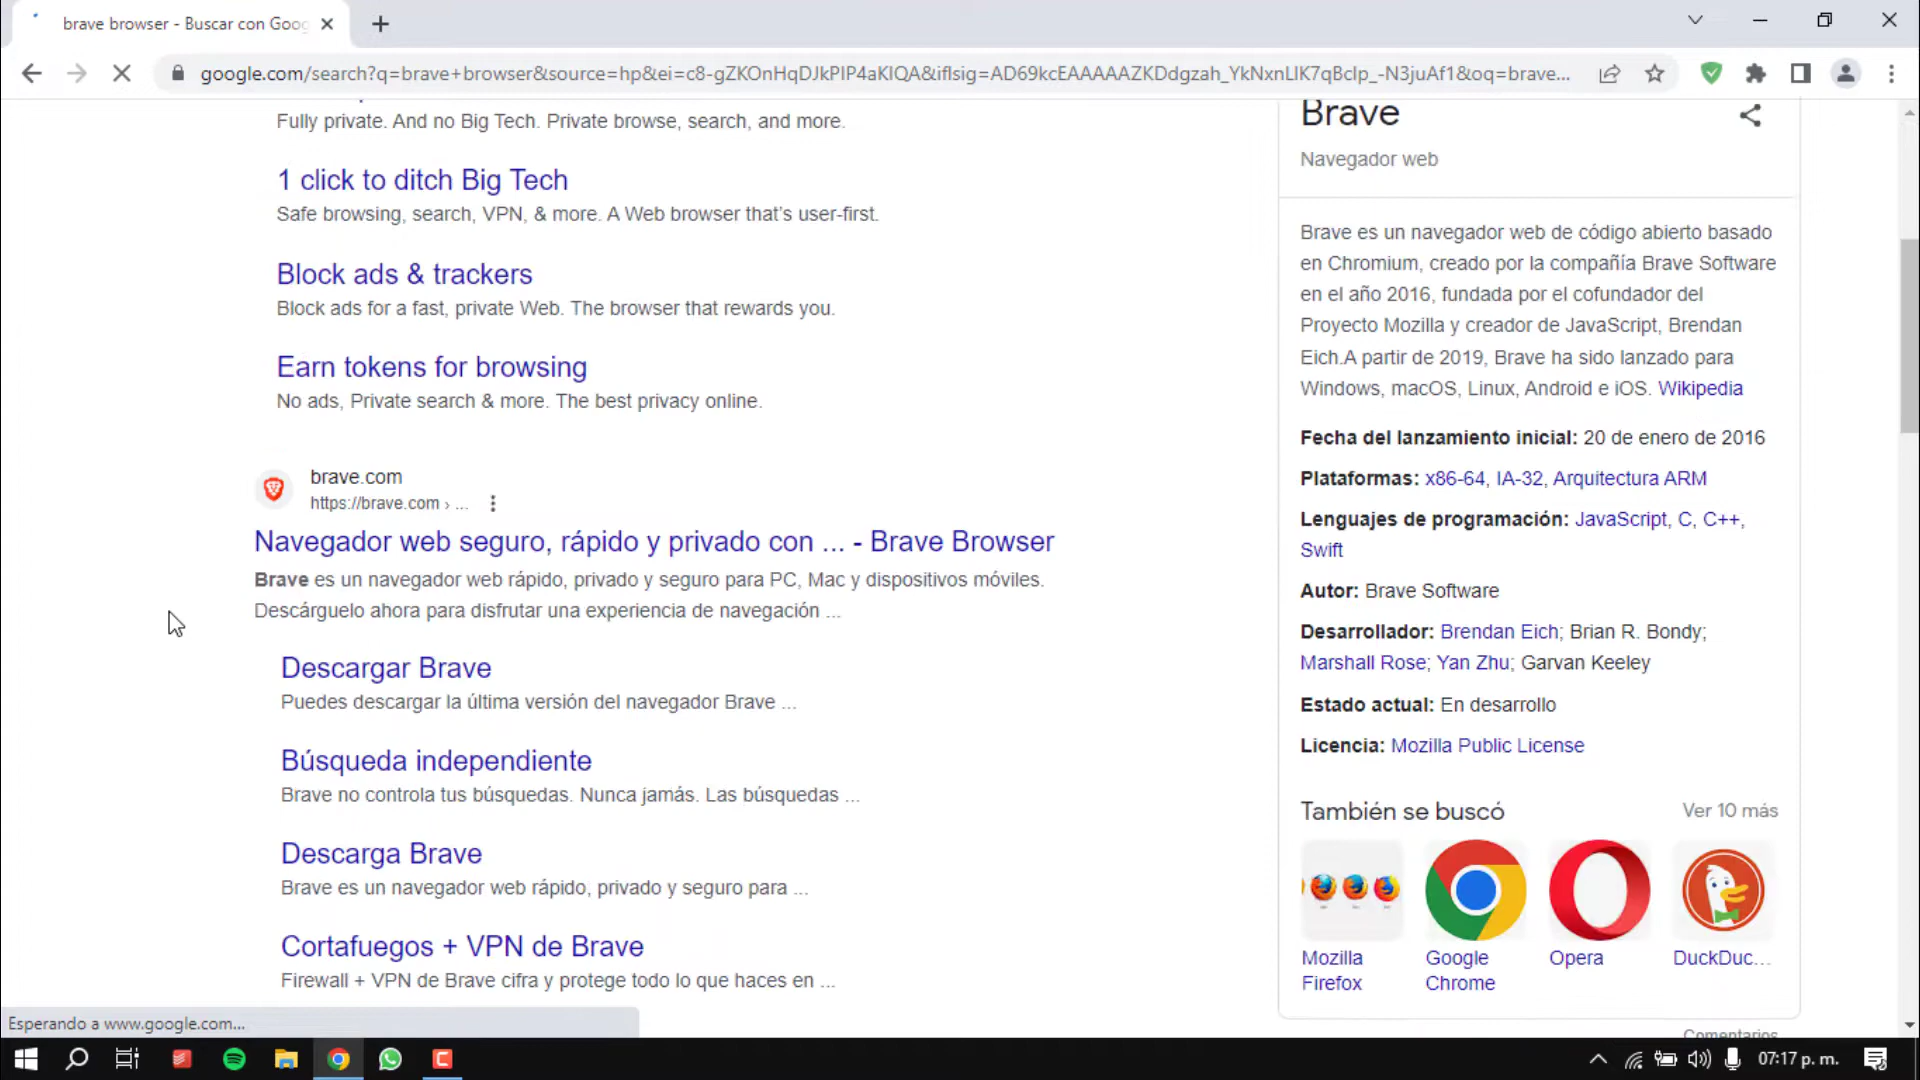 brave browser - Buscar con Goog
google.com/search?q=brave+browser&source=hp&ei=c8-gZKOnHqDJkPIP4aKIQA&iflsig=AD69kcEAAAAAZKDdgzah_YkNxnLlK7qBclp_-N3juAf1&oq=brave...
Fully private. And no Big Tech. Private browse, search, and more.
1 click to ditch Big Tech
Safe browsing, search, VPN, & more. A Web browser that's user-first.
Block ads & trackers
Block ads for a fast, private Web. The browser that rewards you.
Earn tokens for browsing
No ads, Private search & more. The best privacy online.
brave.com
https://brave.com › ...
Navegador web seguro, rápido y privado con ... - Brave Browser
Brave es un navegador web rápido, privado y seguro para PC, Mac y dispositivos móviles.
Descárguelo ahora para disfrutar una experiencia de navegación ...
Descargar Brave
Puedes descargar la última versión del navegador Brave ...
Búsqueda independiente
Brave no controla tus búsquedas. Nunca jamás. Las búsquedas ...
Descarga Brave
Brave es un navegador web rápido, privado y seguro para ...
Cortafuegos + VPN de Brave
Firewall + VPN de Brave cifra y protege todo lo que haces en ...
Brave
Navegador web
Brave es un navegador web de código abierto basado
en Chromium, creado por la compañía Brave Software
en el año 2016, fundada por el cofundador del
Proyecto Mozilla y creador de JavaScript, Brendan
Eich.A partir de 2019, Brave ha sido lanzado para
Windows, macOS, Linux, Android e iOS. Wikipedia
Fecha del lanzamiento inicial: 20 de enero de 2016
Plataformas: x86-64, IA-32, Arquitectura ARM
Lenguajes de programación: JavaScript, C, C++,
Swift
Autor: Brave Software
Desarrollador: Brendan Eich; Brian R. Bondy;
Marshall Rose; Yan Zhu; Garvan Keeley
Estado actual: En desarrollo
Licencia: Mozilla Public License
También se buscó
Ver 10 más
Mozilla
Firefox
Google
Chrome
Opera
DuckDuc...
Comentarios
Esperando a www.google.com...
07:17 p. m.